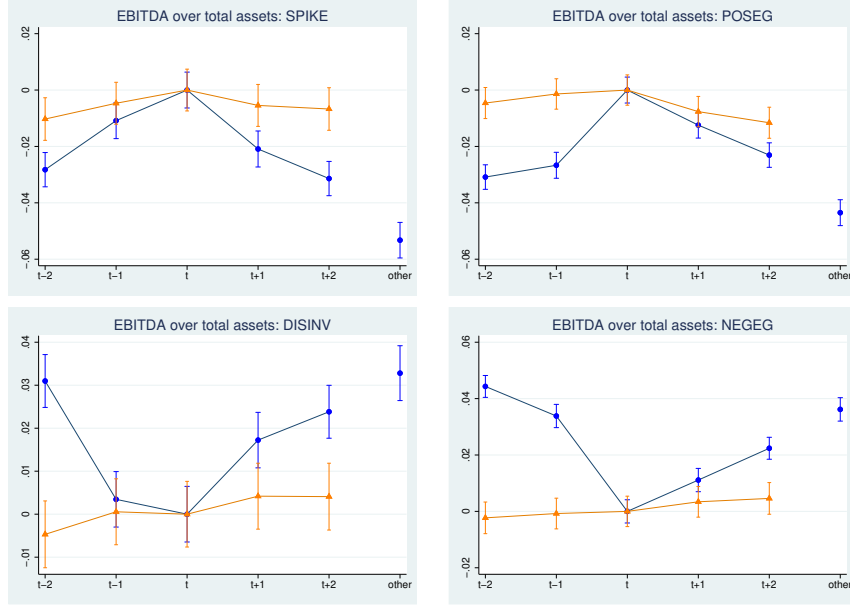 EBITDA over total assets: SPIKE
.02
0
−.02
−.04
−.06
t−2 t−1 t t+1 t+2 other
EBITDA over total assets: POSEG
.02
0
−.02
−.04
−.06
t−2 t−1 t t+1 t+2 other
EBITDA over total assets: DISINV
.04
.03
.02
.01
0
−.01
t−2 t−1 t t+1 t+2 other
EBITDA over total assets: NEGEG
.06
.04
.02
0
−.02
t−2 t−1 t t+1 t+2 other